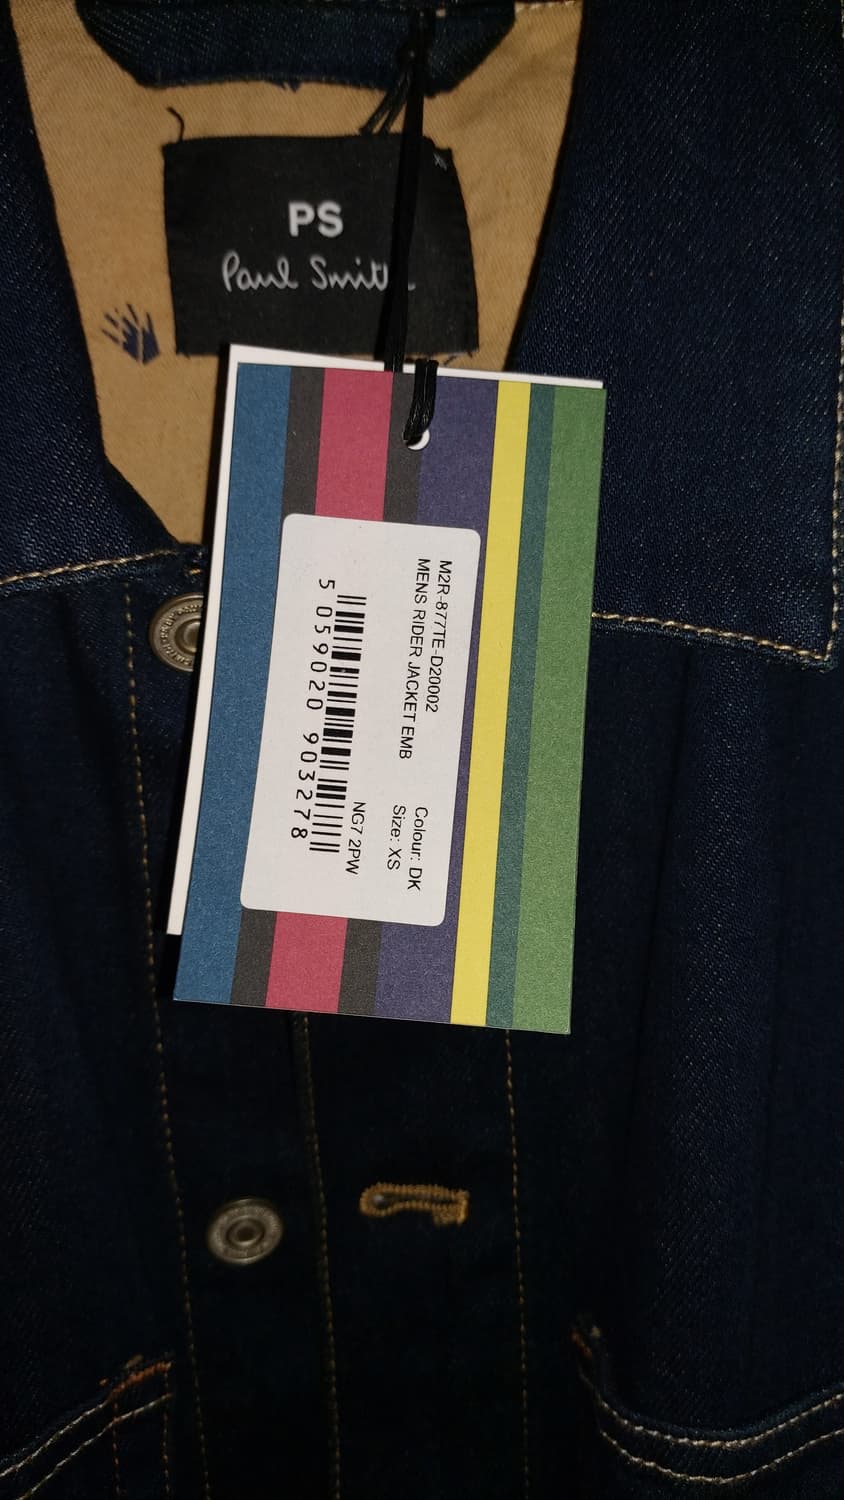 PS
Paul Smith
XS
M2R-877TE-D20002
MENS RIDER JACKET EMB
Colour: DK
Size: XS
NG7 2PW
5 059020 903278